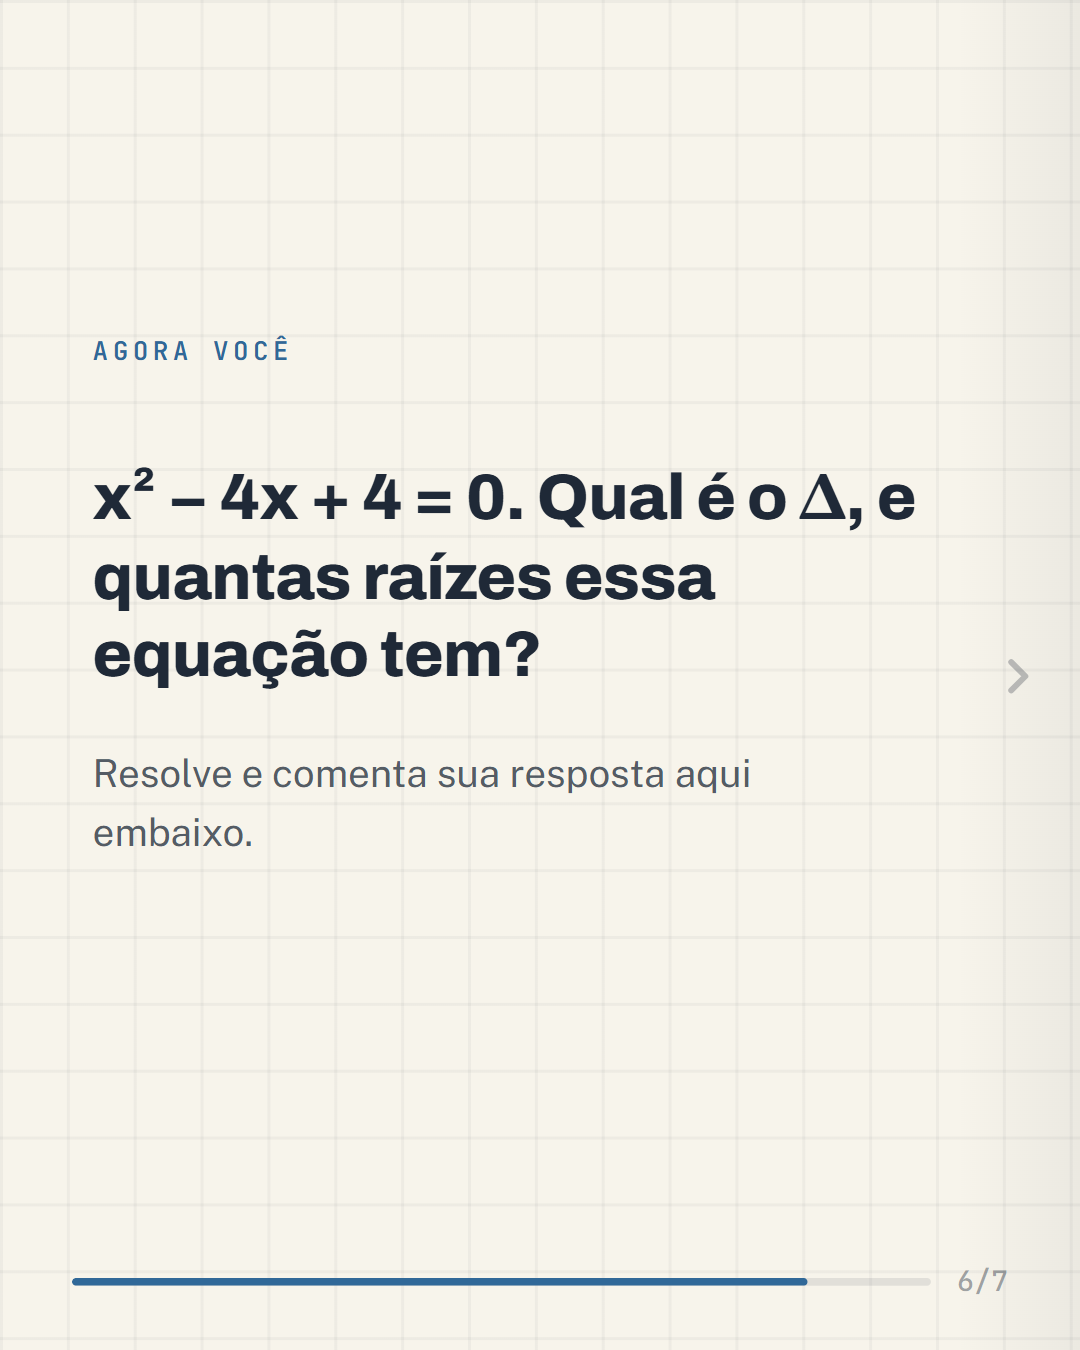 AGORA VOCÊ
x² – 4x + 4 = 0. Qual é o Δ, e
quantas raízes essa
equação tem?
Resolve e comenta sua resposta aqui
embaixo.
6/7